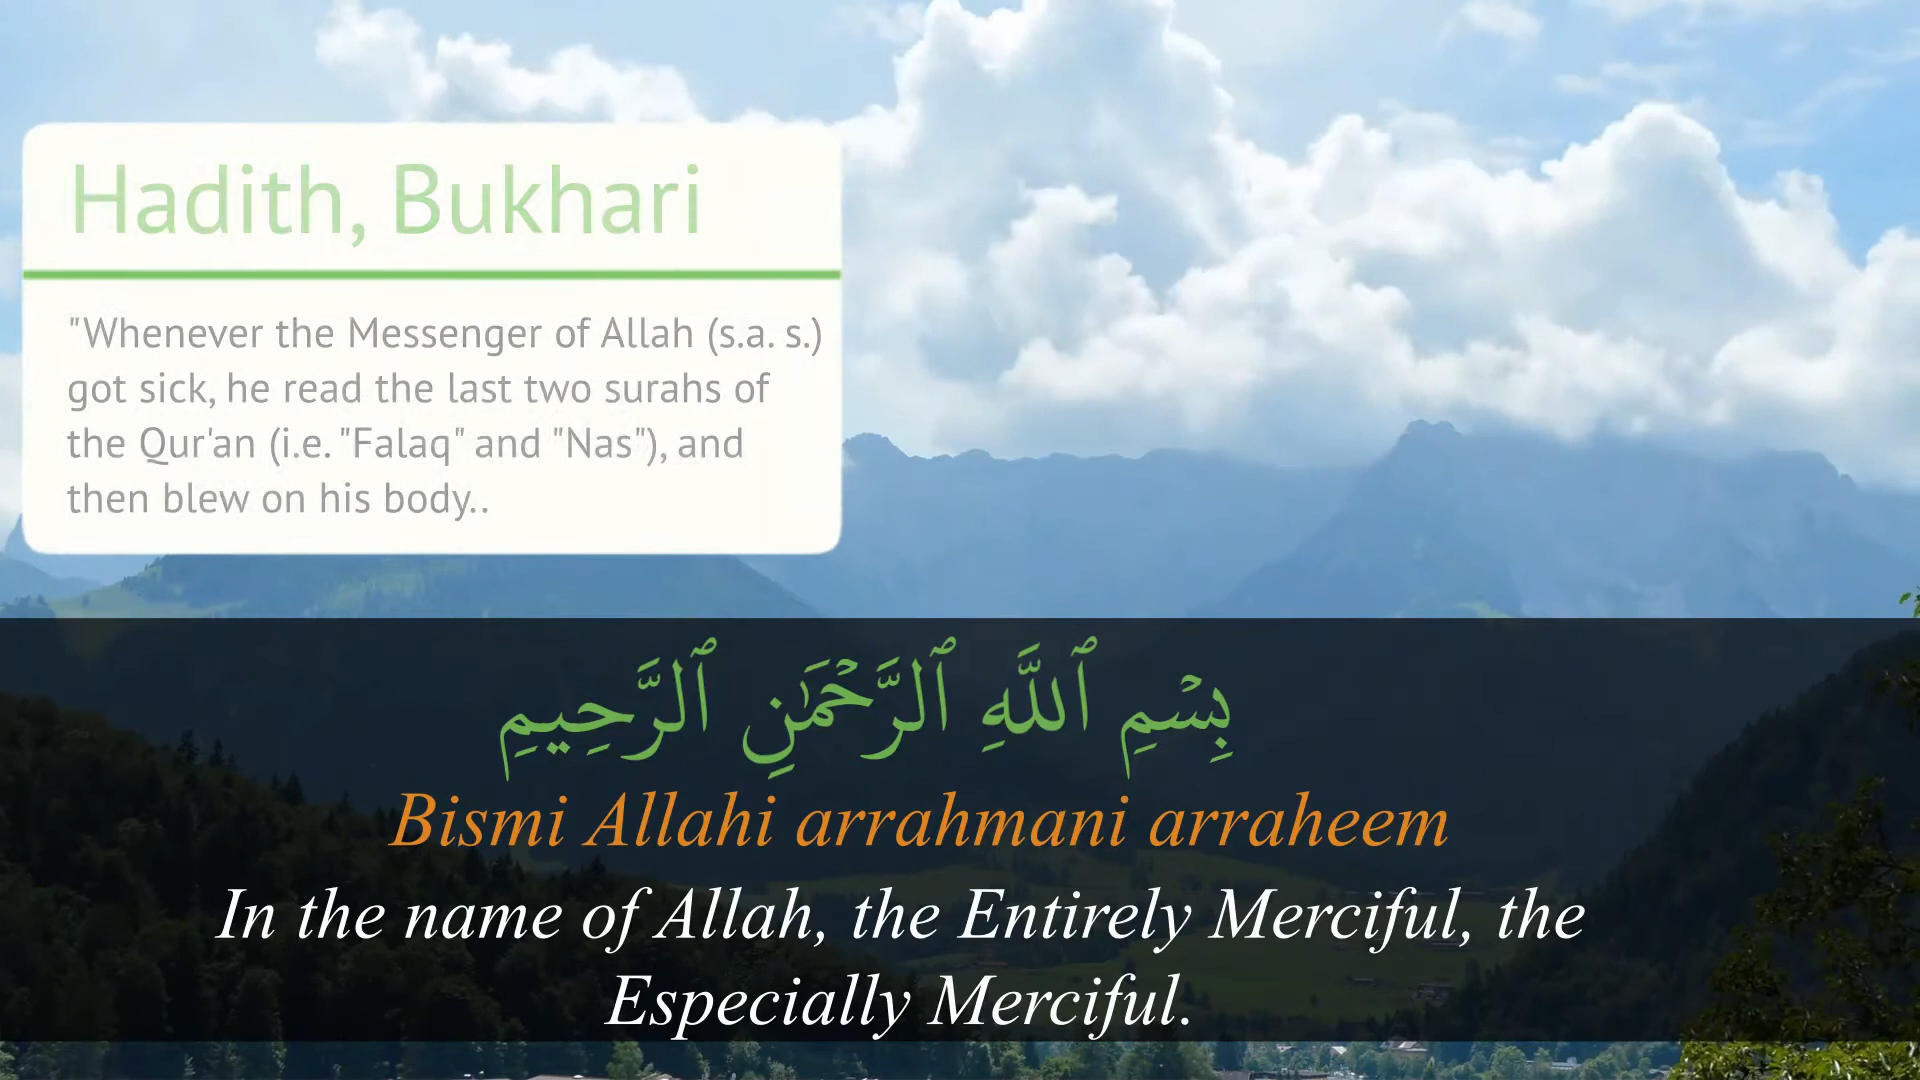 Hadith, Bukhari
"Whenever the Messenger of Allah (s.a. s.)
got sick, he read the last two surahs of
the Qur'an (i.e. "Falaq" and "Nas"), and
then blew on his body..
بِسْمِ ٱللَّهِ ٱلرَّحْمَٰنِ ٱلرَّحِيمِ
Bismi Allahi arrahmani arraheem
In the name of Allah, the Entirely Merciful, the
Especially Merciful.